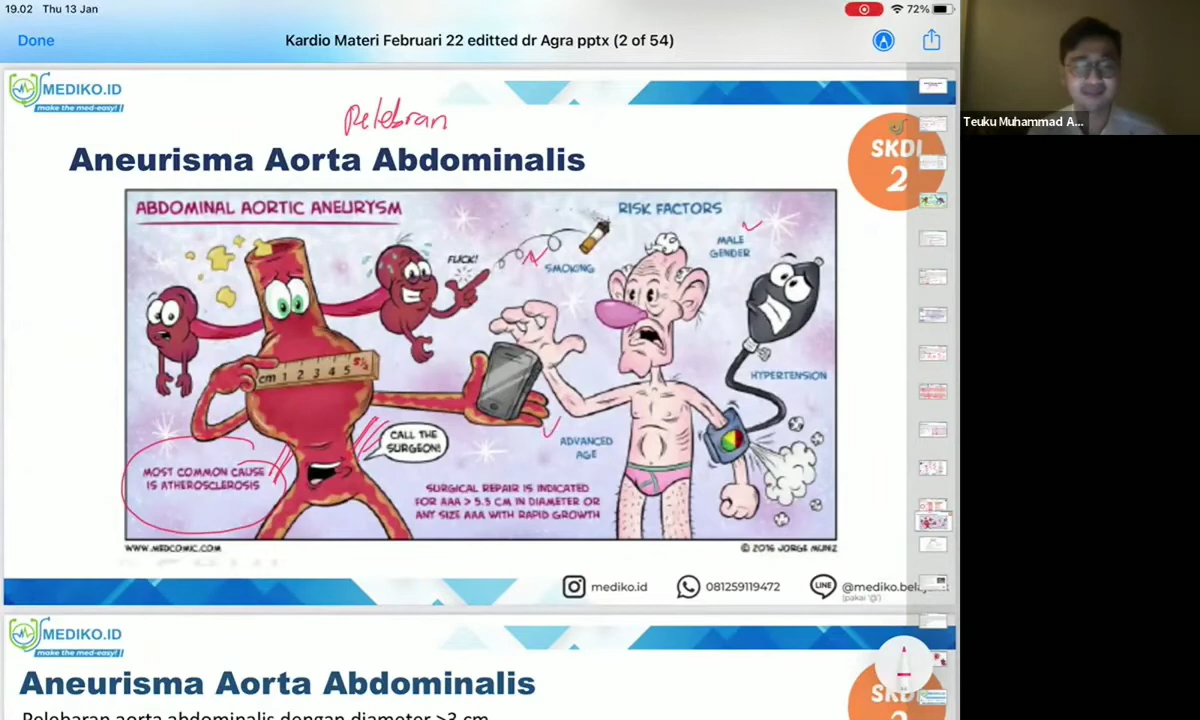 19.02 Thu 13 Jan
72%
Done
Kardio Materi Februari 22 editted dr Agra pptx (2 of 54)
MEDIKO.ID
make the med-easy! ||
Pelebran
Aneurisma Aorta Abdominalis
SKDI
2
ABDOMINAL AORTIC ANEURYSM
RISK FACTORS
FLICK!
SMOKING
MALE
GENDER
cm 1 2 3 4 5
HYPERTENSION
CALL THE
SURGEON!
ADVANCED
AGE
MOST COMMON CAUSE
IS ATHEROSCLEROSIS
SURGICAL REPAIR IS INDICATED
FOR AAA > 5.5 CM IN DIAMETER OR
ANY SIZE AAA WITH RAPID GROWTH
WWW.MEDCOMIC.COM
© 2016 JORGE MUNIZ
mediko.id
081259119472
LINE
@mediko.bel
(pakai '@')
Teuku Muhammad A...
MEDIKO.ID
make the med-easy! ||
Aneurisma Aorta Abdominalis
SKDI
2
Pelebaran aorta abdominalis dengan diameter >3 cm